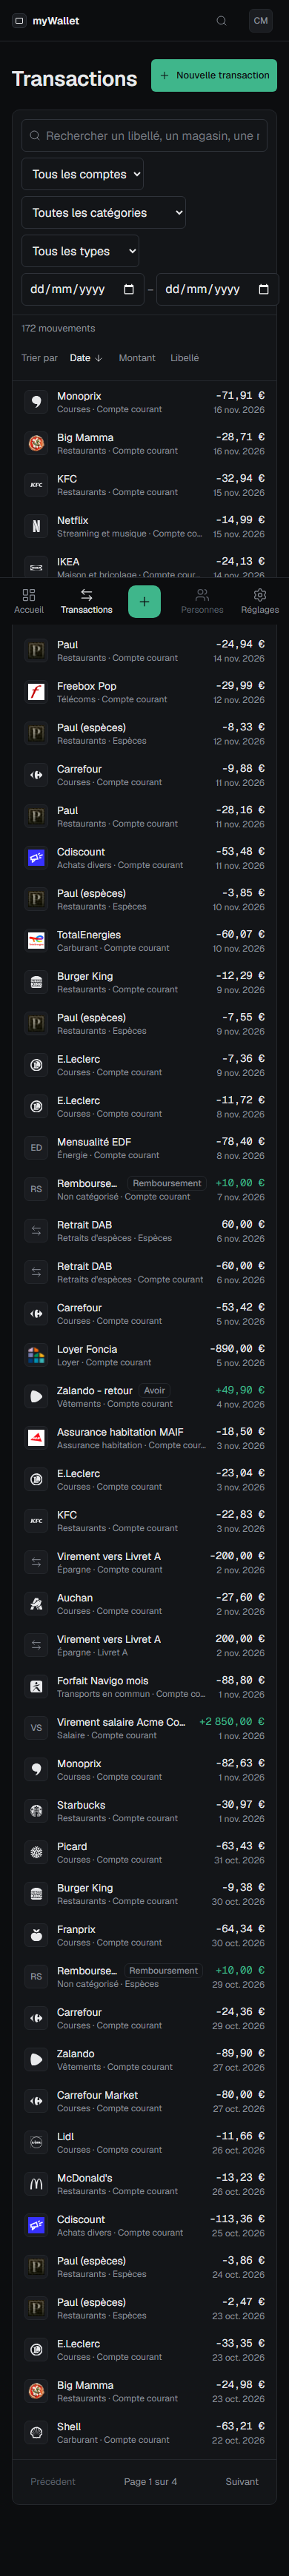 myWallet
CM
Transactions
Nouvelle transaction
Rechercher un libellé, un magasin, une r
Tous les comptes
Toutes les catégories
Tous les types
dd/mm/yyyy – dd/mm/yyyy
172 mouvements
Trier par Date ↓ Montant Libellé
Monoprix -71,91 €
Courses · Compte courant 16 nov. 2026
Big Mamma -28,71 €
Restaurants · Compte courant 16 nov. 2026
KFC -32,94 €
Restaurants · Compte courant 15 nov. 2026
Netflix -14,99 €
Streaming et musique · Compte co... 15 nov. 2026
IKEA -24,13 €
Maison et bricolage · Compte cour... 14 nov. 2026
Accueil Transactions Personnes Réglages
Paul -24,94 €
Restaurants · Compte courant 14 nov. 2026
Freebox Pop -29,99 €
Télécoms · Compte courant 12 nov. 2026
Paul (espèces) -8,33 €
Restaurants · Espèces 12 nov. 2026
Carrefour -9,88 €
Courses · Compte courant 11 nov. 2026
Paul -28,16 €
Restaurants · Compte courant 11 nov. 2026
Cdiscount -53,48 €
Achats divers · Compte courant 11 nov. 2026
Paul (espèces) -3,85 €
Restaurants · Espèces 10 nov. 2026
TotalEnergies -60,07 €
Carburant · Compte courant 10 nov. 2026
Burger King -12,29 €
Restaurants · Compte courant 9 nov. 2026
Paul (espèces) -7,55 €
Restaurants · Espèces 9 nov. 2026
E.Leclerc -7,36 €
Courses · Compte courant 9 nov. 2026
E.Leclerc -11,72 €
Courses · Compte courant 8 nov. 2026
ED Mensualité EDF -78,40 €
Énergie · Compte courant 8 nov. 2026
RS Rembourse... Remboursement +10,00 €
Non catégorisé · Compte courant 7 nov. 2026
Retrait DAB 60,00 €
Retraits d'espèces · Espèces 6 nov. 2026
Retrait DAB -60,00 €
Retraits d'espèces · Compte courant 6 nov. 2026
Carrefour -53,42 €
Courses · Compte courant 5 nov. 2026
Loyer Foncia -890,00 €
Loyer · Compte courant 5 nov. 2026
Zalando - retour Avoir +49,90 €
Vêtements · Compte courant 4 nov. 2026
Assurance habitation MAIF -18,50 €
Assurance habitation · Compte cour... 3 nov. 2026
E.Leclerc -23,04 €
Courses · Compte courant 3 nov. 2026
KFC -22,83 €
Restaurants · Compte courant 3 nov. 2026
Virement vers Livret A -200,00 €
Épargne · Compte courant 2 nov. 2026
Auchan -27,60 €
Courses · Compte courant 2 nov. 2026
Virement vers Livret A 200,00 €
Épargne · Livret A 2 nov. 2026
Forfait Navigo mois -88,80 €
Transports en commun · Compte co... 1 nov. 2026
VS Virement salaire Acme Co... +2 850,00 €
Salaire · Compte courant 1 nov. 2026
Monoprix -82,63 €
Courses · Compte courant 1 nov. 2026
Starbucks -30,97 €
Restaurants · Compte courant 1 nov. 2026
Picard -63,43 €
Courses · Compte courant 31 oct. 2026
Burger King -9,38 €
Restaurants · Compte courant 30 oct. 2026
Franprix -64,34 €
Courses · Compte courant 30 oct. 2026
RS Rembourse... Remboursement +10,00 €
Non catégorisé · Espèces 29 oct. 2026
Carrefour -24,36 €
Courses · Compte courant 29 oct. 2026
Zalando -89,90 €
Vêtements · Compte courant 27 oct. 2026
Carrefour Market -80,00 €
Courses · Compte courant 27 oct. 2026
Lidl -11,66 €
Courses · Compte courant 26 oct. 2026
McDonald's -13,23 €
Restaurants · Compte courant 26 oct. 2026
Cdiscount -113,36 €
Achats divers · Compte courant 25 oct. 2026
Paul (espèces) -3,86 €
Restaurants · Espèces 24 oct. 2026
Paul (espèces) -2,47 €
Restaurants · Espèces 23 oct. 2026
E.Leclerc -33,35 €
Courses · Compte courant 23 oct. 2026
Big Mamma -24,98 €
Restaurants · Compte courant 23 oct. 2026
Shell -63,21 €
Carburant · Compte courant 22 oct. 2026
Précédent Page 1 sur 4 Suivant